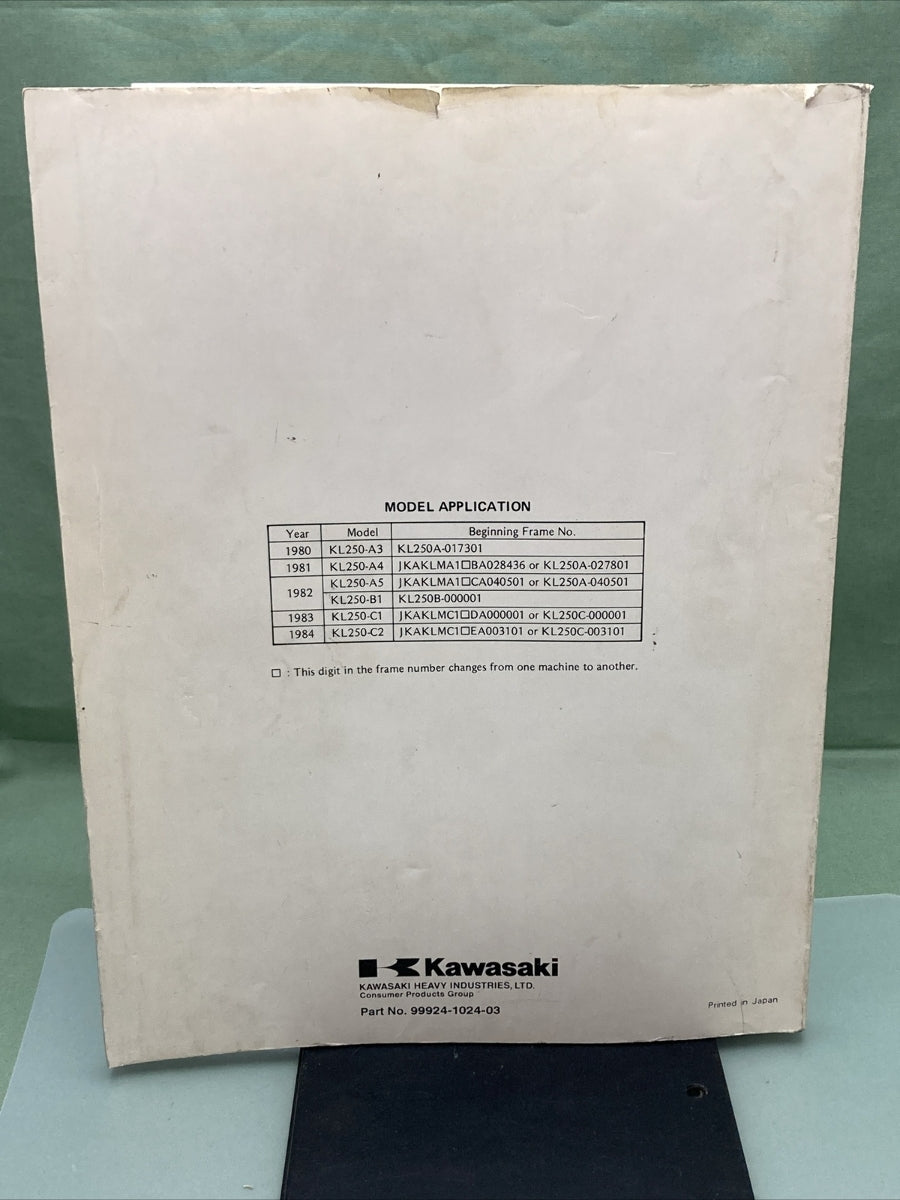 MODEL APPLICATION
Year Model Beginning Frame No.
1980 KL250-A3 KL250A-017301
1981 KL250-A4 JKAKLMA1□BA028436 or KL250A-027801
1982 KL250-A5 JKAKLMA1□CA040501 or KL250A-040501
KL250-B1 KL250B-000001
1983 KL250-C1 JKAKLMC1□DA000001 or KL250C-000001
1984 KL250-C2 JKAKLMC1□EA003101 or KL250C-003101
□ : This digit in the frame number changes from one machine to another.
Kawasaki
KAWASAKI HEAVY INDUSTRIES, LTD.
Consumer Products Group
Part No. 99924-1024-03
Printed in Japan